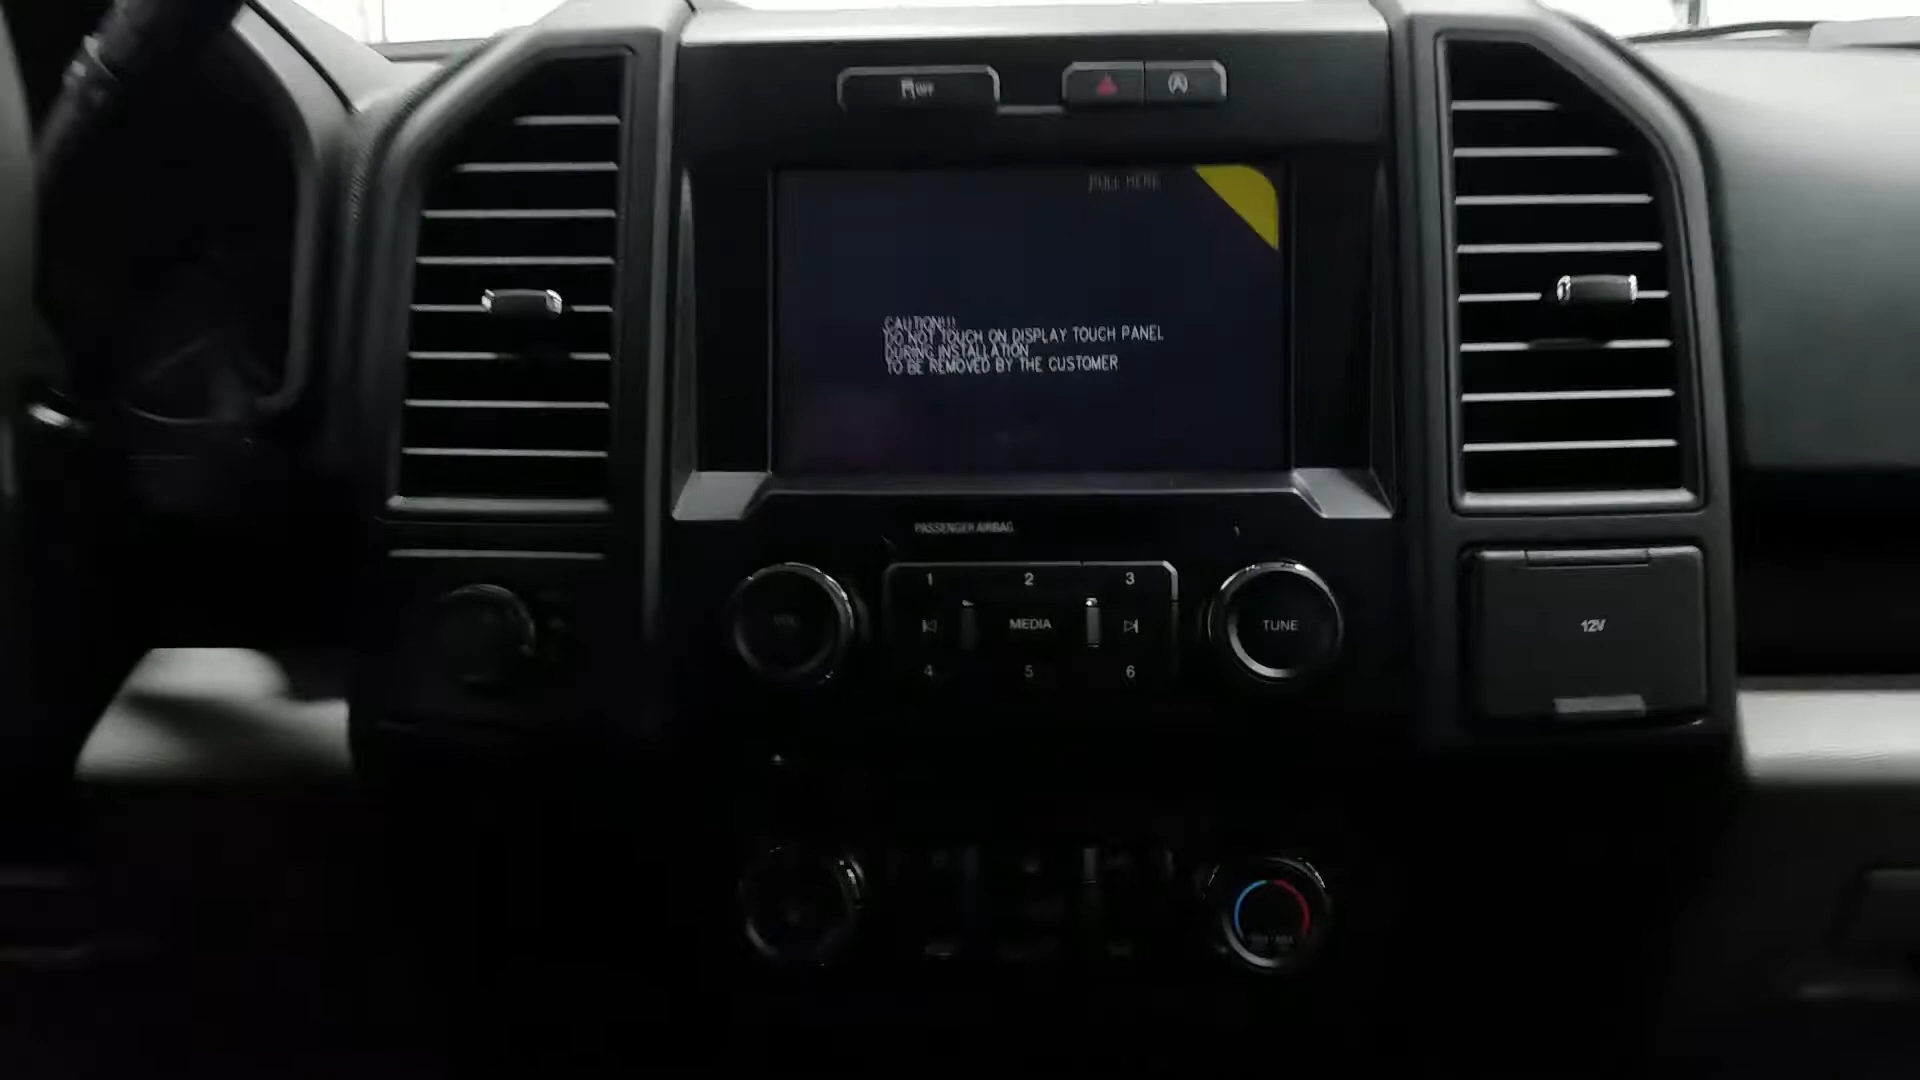 OFF
PULL HERE
CAUTION!!!
DO NOT TOUCH ON DISPLAY TOUCH PANEL
DURING INSTALLATION
TO BE REMOVED BY THE CUSTOMER
PASSENGER AIRBAG
1 2 3
VOL MEDIA TUNE
4 5 6
12V